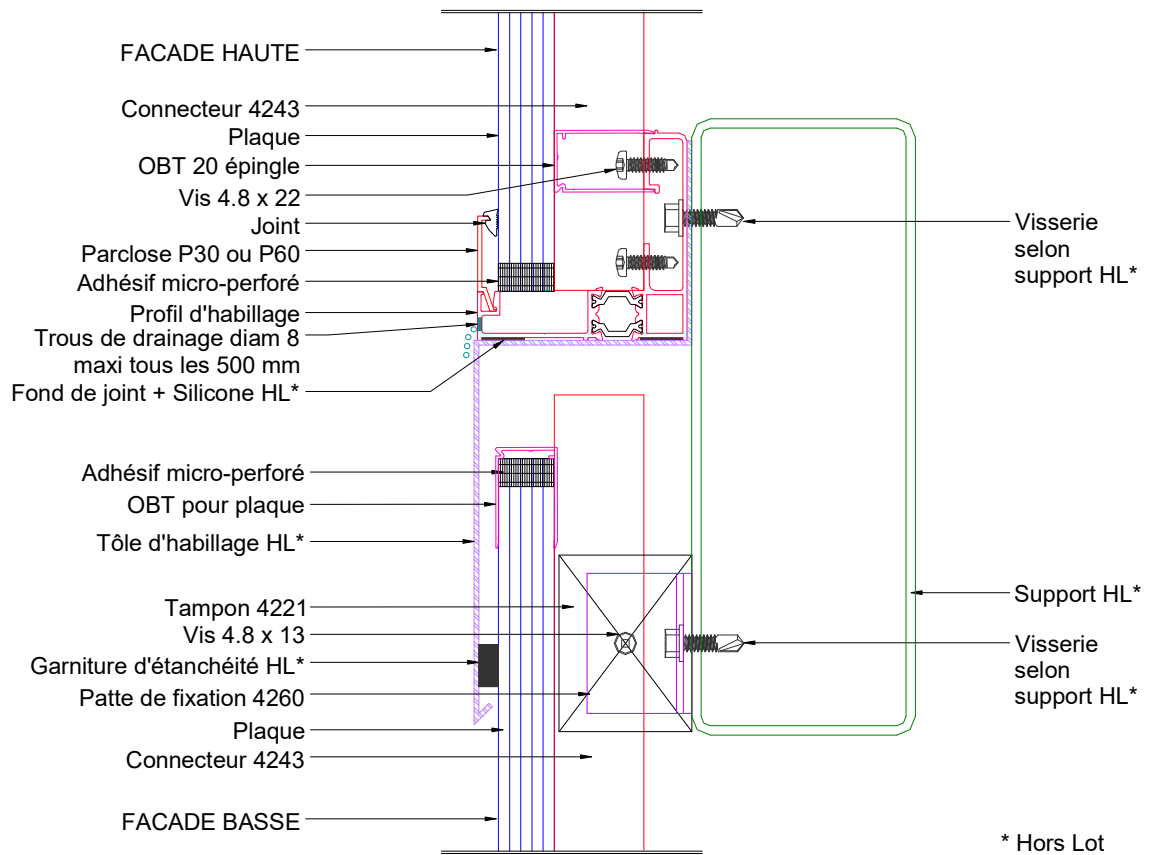 FACADE HAUTE
Connecteur 4243
Plaque
OBT 20 épingle
Vis 4.8 x 22
Joint
Parclose P30 ou P60
Adhésif micro-perforé
Profil d'habillage
Trous de drainage diam 8
maxi tous les 500 mm
Fond de joint + Silicone HL*
Adhésif micro-perforé
OBT pour plaque
Tôle d'habillage HL*
Tampon 4221
Vis 4.8 x 13
Garniture d'étanchéité HL*
Patte de fixation 4260
Plaque
Connecteur 4243
FACADE BASSE
Visserie
selon
support HL*
Support HL*
Visserie
selon
support HL*
* Hors Lot